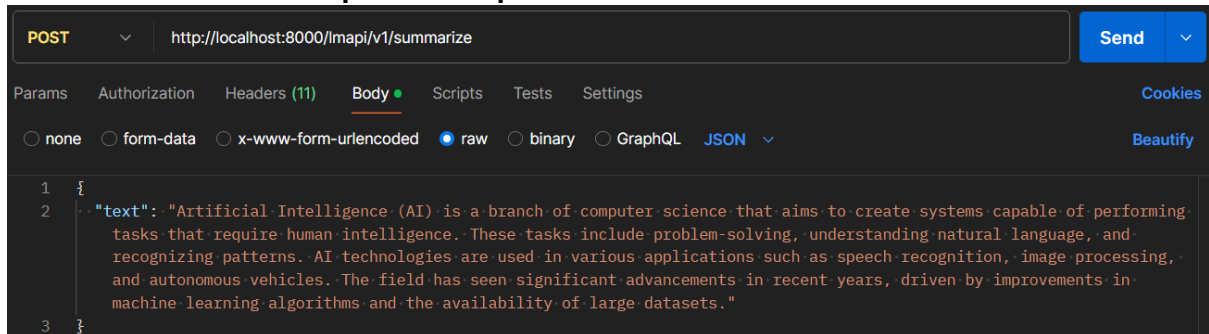 POST http://localhost:8000/lmapi/v1/summarize Send
Params Authorization Headers (11) Body Scripts Tests Settings Cookies
none form-data x-www-form-urlencoded raw binary GraphQL JSON Beautify
1 {
2 "text": "Artificial Intelligence (AI) is a branch of computer science that aims to create systems capable of performing
tasks that require human intelligence. These tasks include problem-solving, understanding natural language, and
recognizing patterns. AI technologies are used in various applications such as speech recognition, image processing,
and autonomous vehicles. The field has seen significant advancements in recent years, driven by improvements in
machine learning algorithms and the availability of large datasets."
3 }